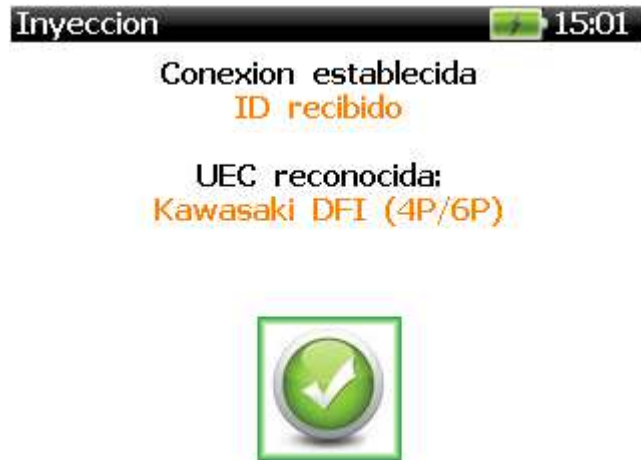 Inyeccion
15:01
Conexion establecida
ID recibido
UEC reconocida:
Kawasaki DFI (4P/6P)